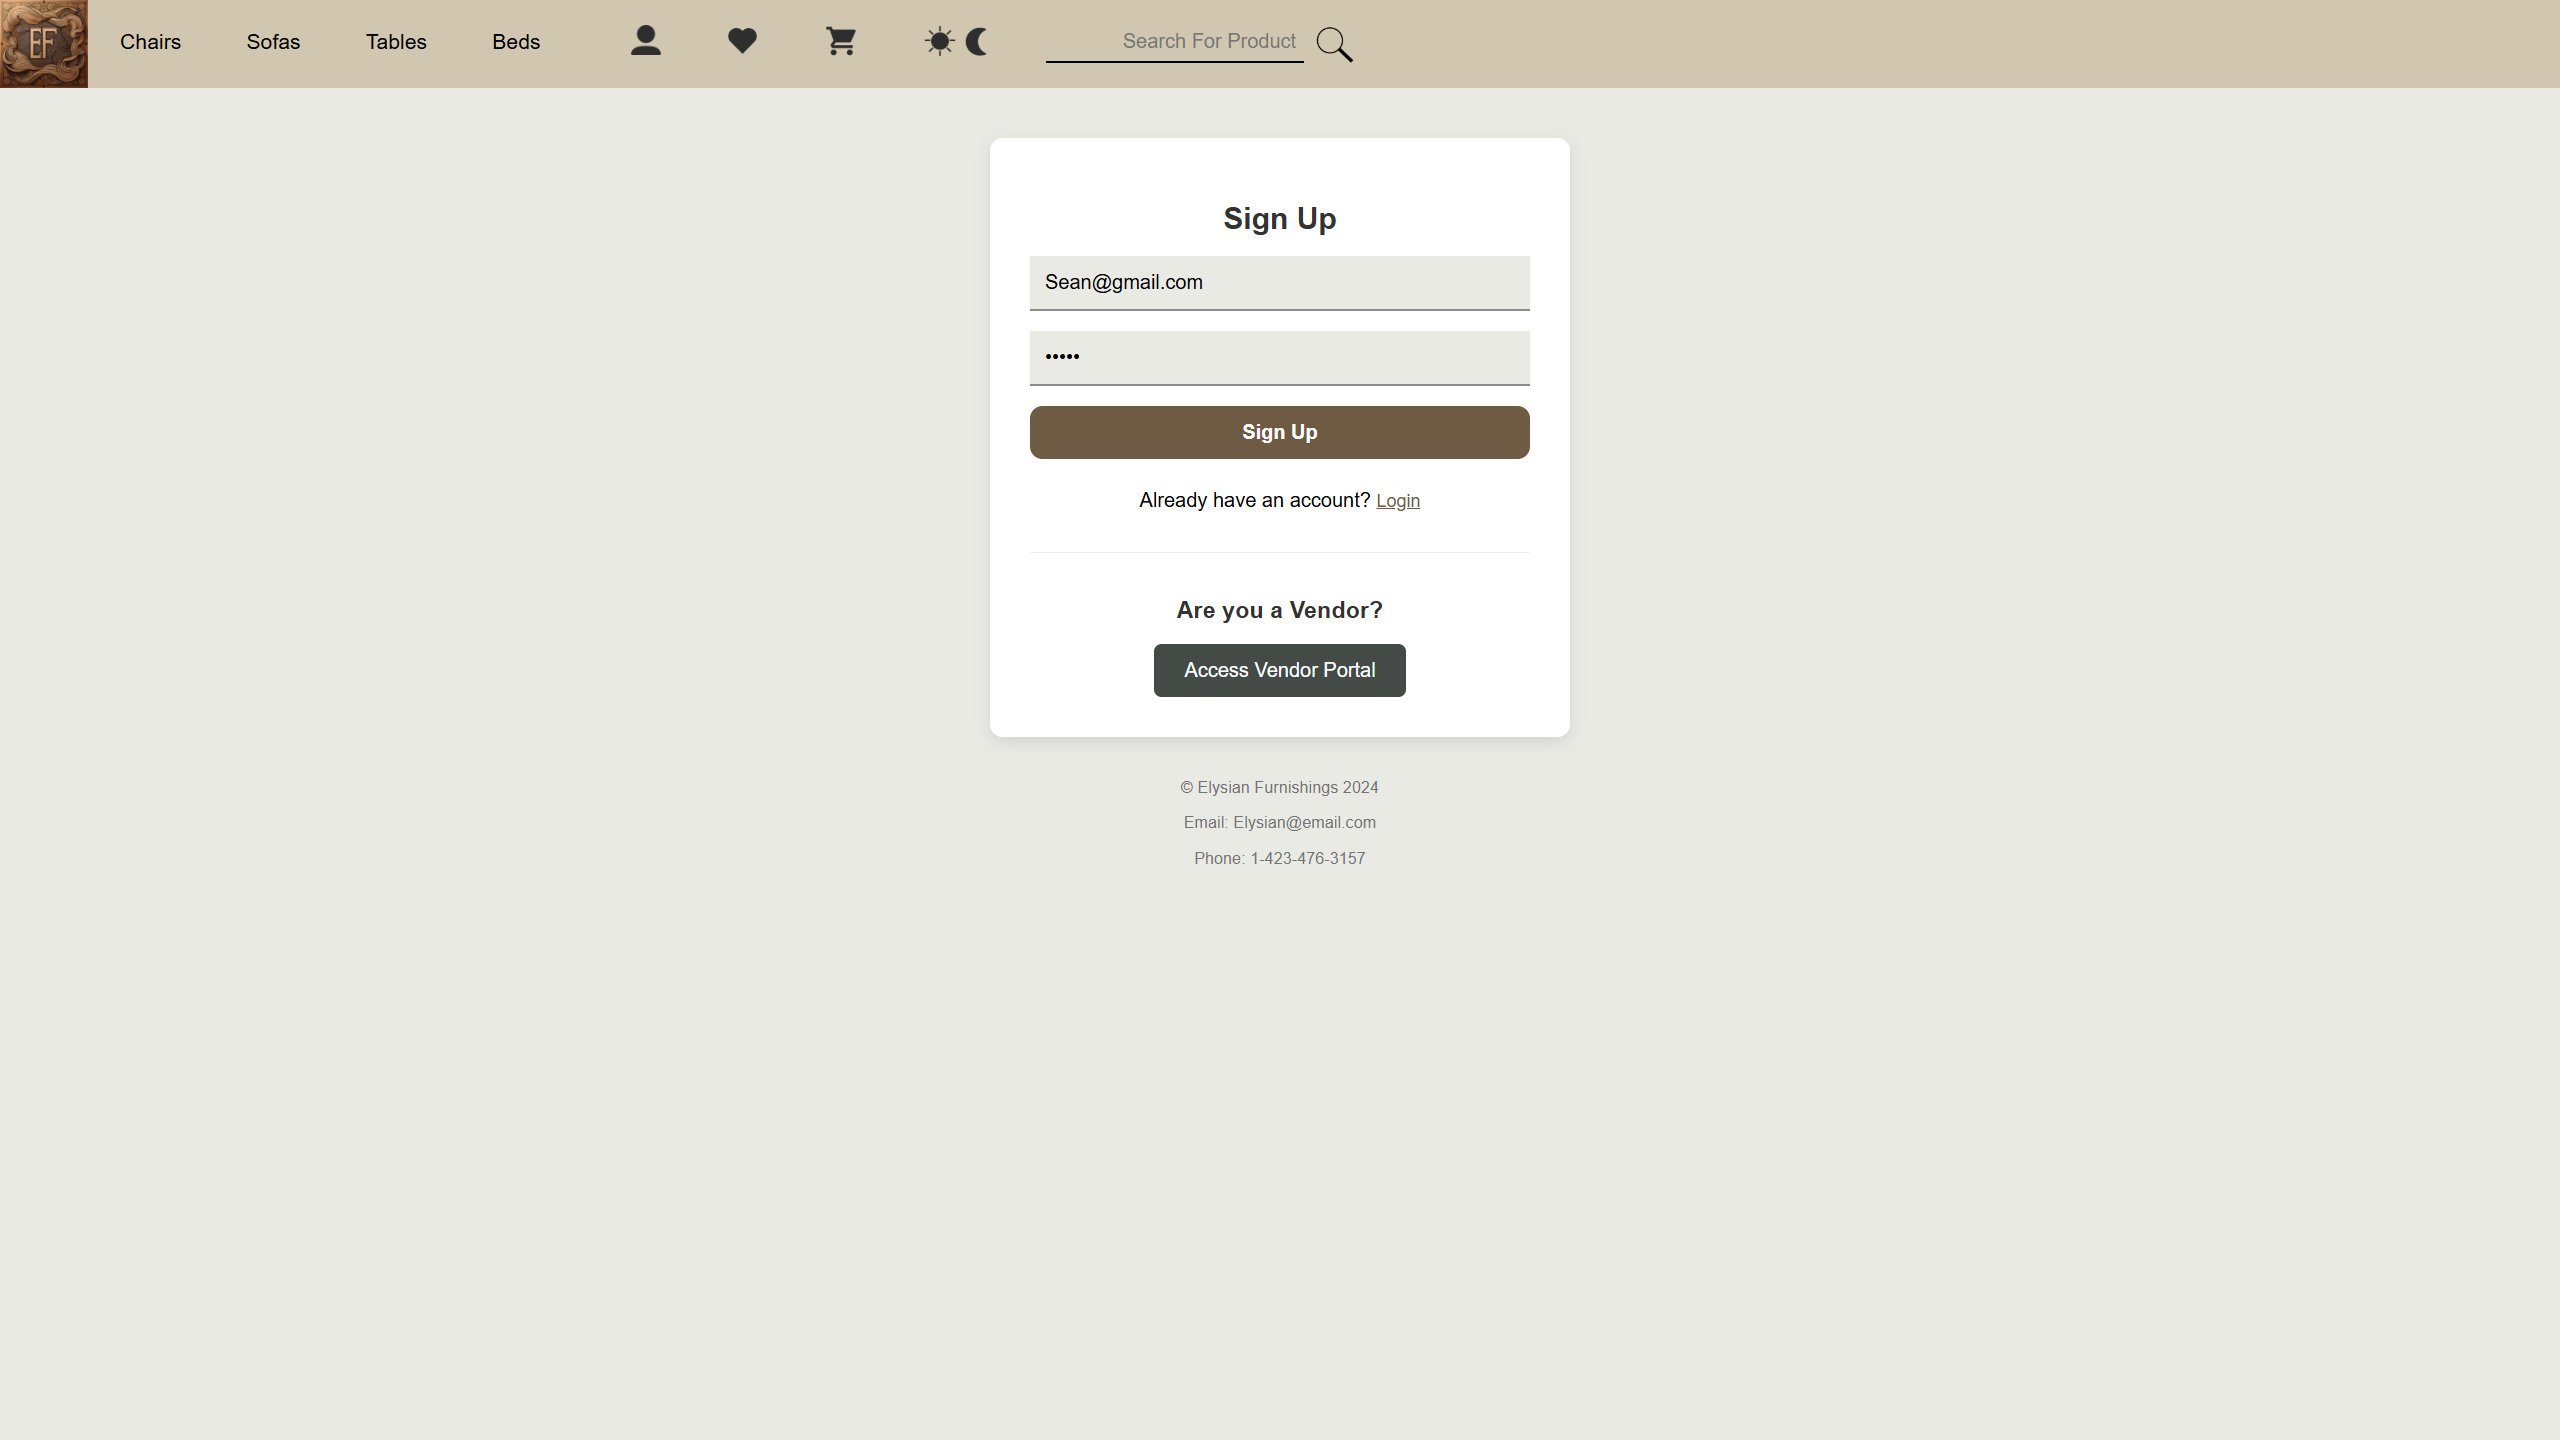 EF
Chairs
Sofas
Tables
Beds
Search For Product
Sign Up
Sean@gmail.com
•••••
Sign Up
Already have an account? Login
Are you a Vendor?
Access Vendor Portal
© Elysian Furnishings 2024
Email: Elysian@email.com
Phone: 1-423-476-3157